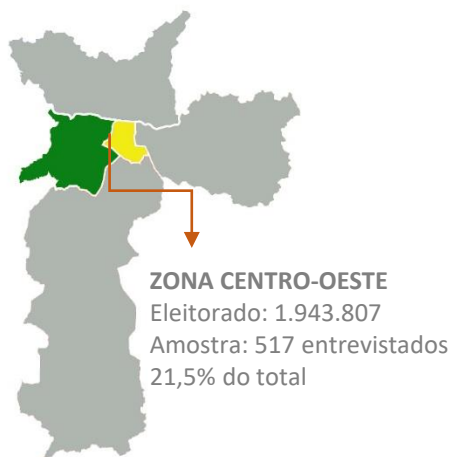 ZONA CENTRO-OESTE
Eleitorado: 1.943.807
Amostra: 517 entrevistados
21,5% do total